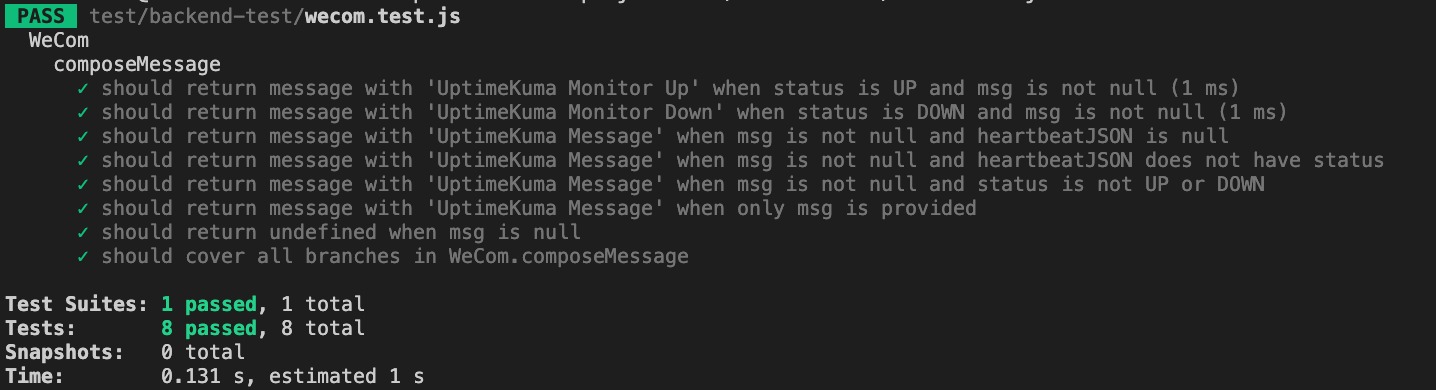 PASS test/backend-test/wecom.test.js
WeCom
composeMessage
✓ should return message with 'UptimeKuma Monitor Up' when status is UP and msg is not null (1 ms)
✓ should return message with 'UptimeKuma Monitor Down' when status is DOWN and msg is not null (1 ms)
✓ should return message with 'UptimeKuma Message' when msg is not null and heartbeatJSON is null
✓ should return message with 'UptimeKuma Message' when msg is not null and heartbeatJSON does not have status
✓ should return message with 'UptimeKuma Message' when msg is not null and status is not UP or DOWN
✓ should return message with 'UptimeKuma Message' when only msg is provided
✓ should return undefined when msg is null
✓ should cover all branches in WeCom.composeMessage
Test Suites: 1 passed, 1 total
Tests: 8 passed, 8 total
Snapshots: 0 total
Time: 0.131 s, estimated 1 s